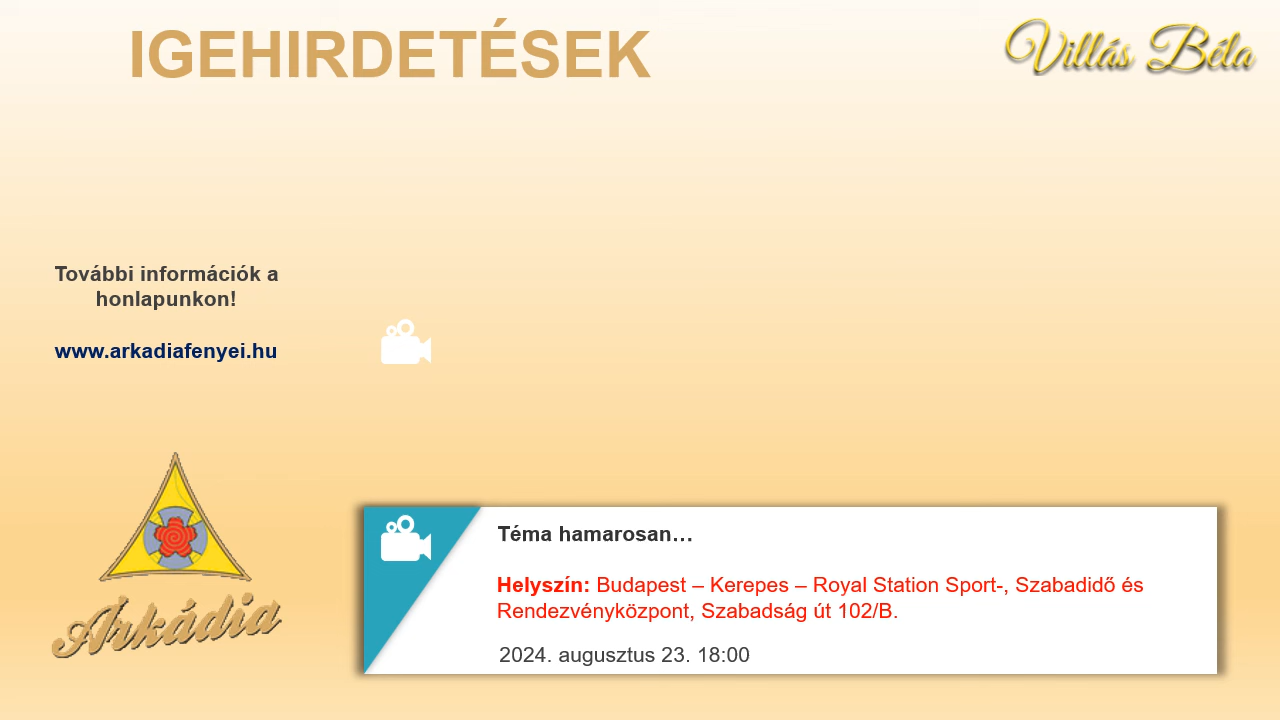 IGEHIRDETÉSEK
Villás Béla
További információk a
honlapunkon!
www.arkadiafenyei.hu
Arkádia
Téma hamarosan…
Helyszín: Budapest – Kerepes – Royal Station Sport-, Szabadidő és
Rendezvényközpont, Szabadság út 102/B.
2024. augusztus 23. 18:00